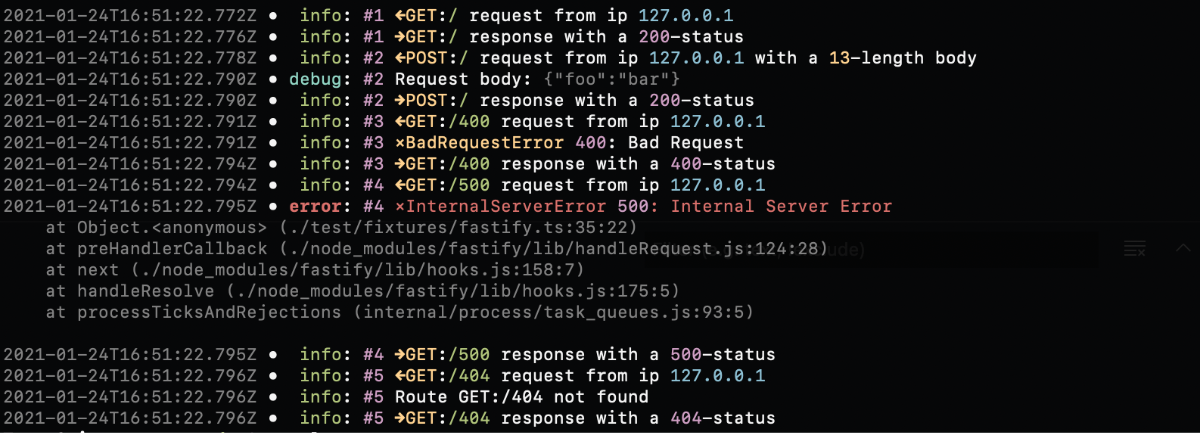 2021-01-24T16:51:22.772Z • info: #1 ←GET:/ request from ip 127.0.0.1
2021-01-24T16:51:22.776Z • info: #1 →GET:/ response with a 200-status
2021-01-24T16:51:22.778Z • info: #2 ←POST:/ request from ip 127.0.0.1 with a 13-length body
2021-01-24T16:51:22.790Z • debug: #2 Request body: {"foo":"bar"}
2021-01-24T16:51:22.790Z • info: #2 →POST:/ response with a 200-status
2021-01-24T16:51:22.791Z • info: #3 ←GET:/400 request from ip 127.0.0.1
2021-01-24T16:51:22.791Z • info: #3 ×BadRequestError 400: Bad Request
2021-01-24T16:51:22.794Z • info: #3 →GET:/400 response with a 400-status
2021-01-24T16:51:22.794Z • info: #4 ←GET:/500 request from ip 127.0.0.1
2021-01-24T16:51:22.795Z • error: #4 ×InternalServerError 500: Internal Server Error
at Object.<anonymous> (./test/fixtures/fastify.ts:35:22)
at preHandlerCallback (./node_modules/fastify/lib/handleRequest.js:124:28)
at next (./node_modules/fastify/lib/hooks.js:158:7)
at handleResolve (./node_modules/fastify/lib/hooks.js:175:5)
at processTicksAndRejections (internal/process/task_queues.js:93:5)
2021-01-24T16:51:22.795Z • info: #4 →GET:/500 response with a 500-status
2021-01-24T16:51:22.796Z • info: #5 ←GET:/404 request from ip 127.0.0.1
2021-01-24T16:51:22.796Z • info: #5 Route GET:/404 not found
2021-01-24T16:51:22.796Z • info: #5 →GET:/404 response with a 404-status